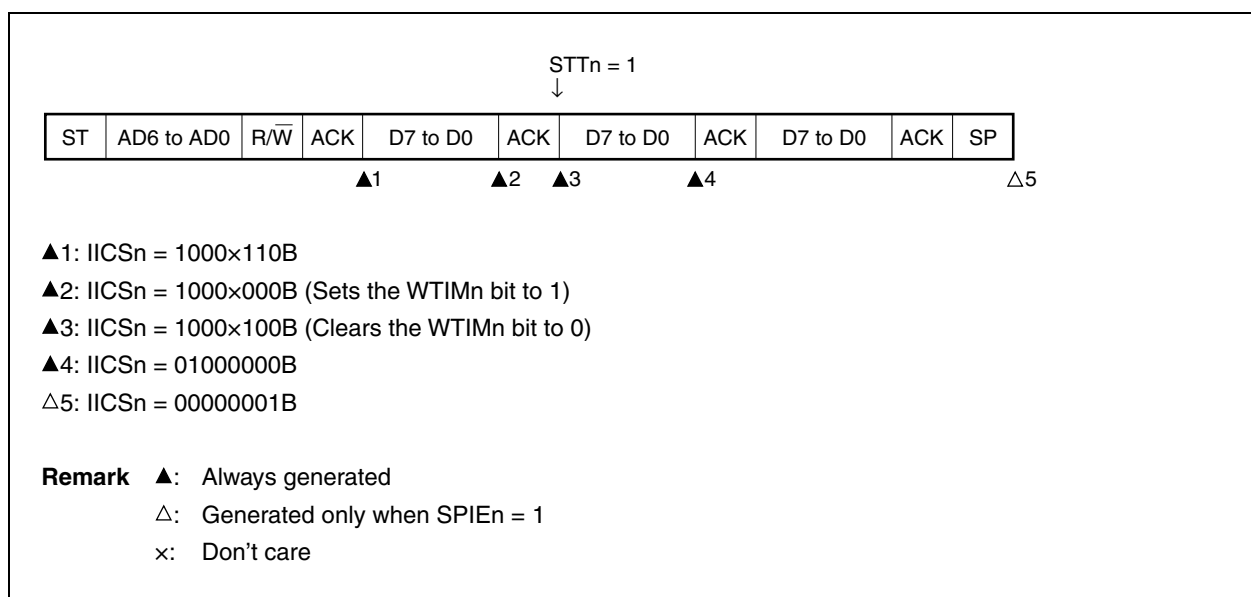 STTn = 1
↓
ST AD6 to AD0 R/W̅ ACK D7 to D0 ACK D7 to D0 ACK D7 to D0 ACK SP
▲1 ▲2 ▲3 ▲4 △5
▲1: IICSn = 1000×110B
▲2: IICSn = 1000×000B (Sets the WTIMn bit to 1)
▲3: IICSn = 1000×100B (Clears the WTIMn bit to 0)
▲4: IICSn = 01000000B
△5: IICSn = 00000001B
Remark ▲: Always generated
△: Generated only when SPIEn = 1
×: Don't care